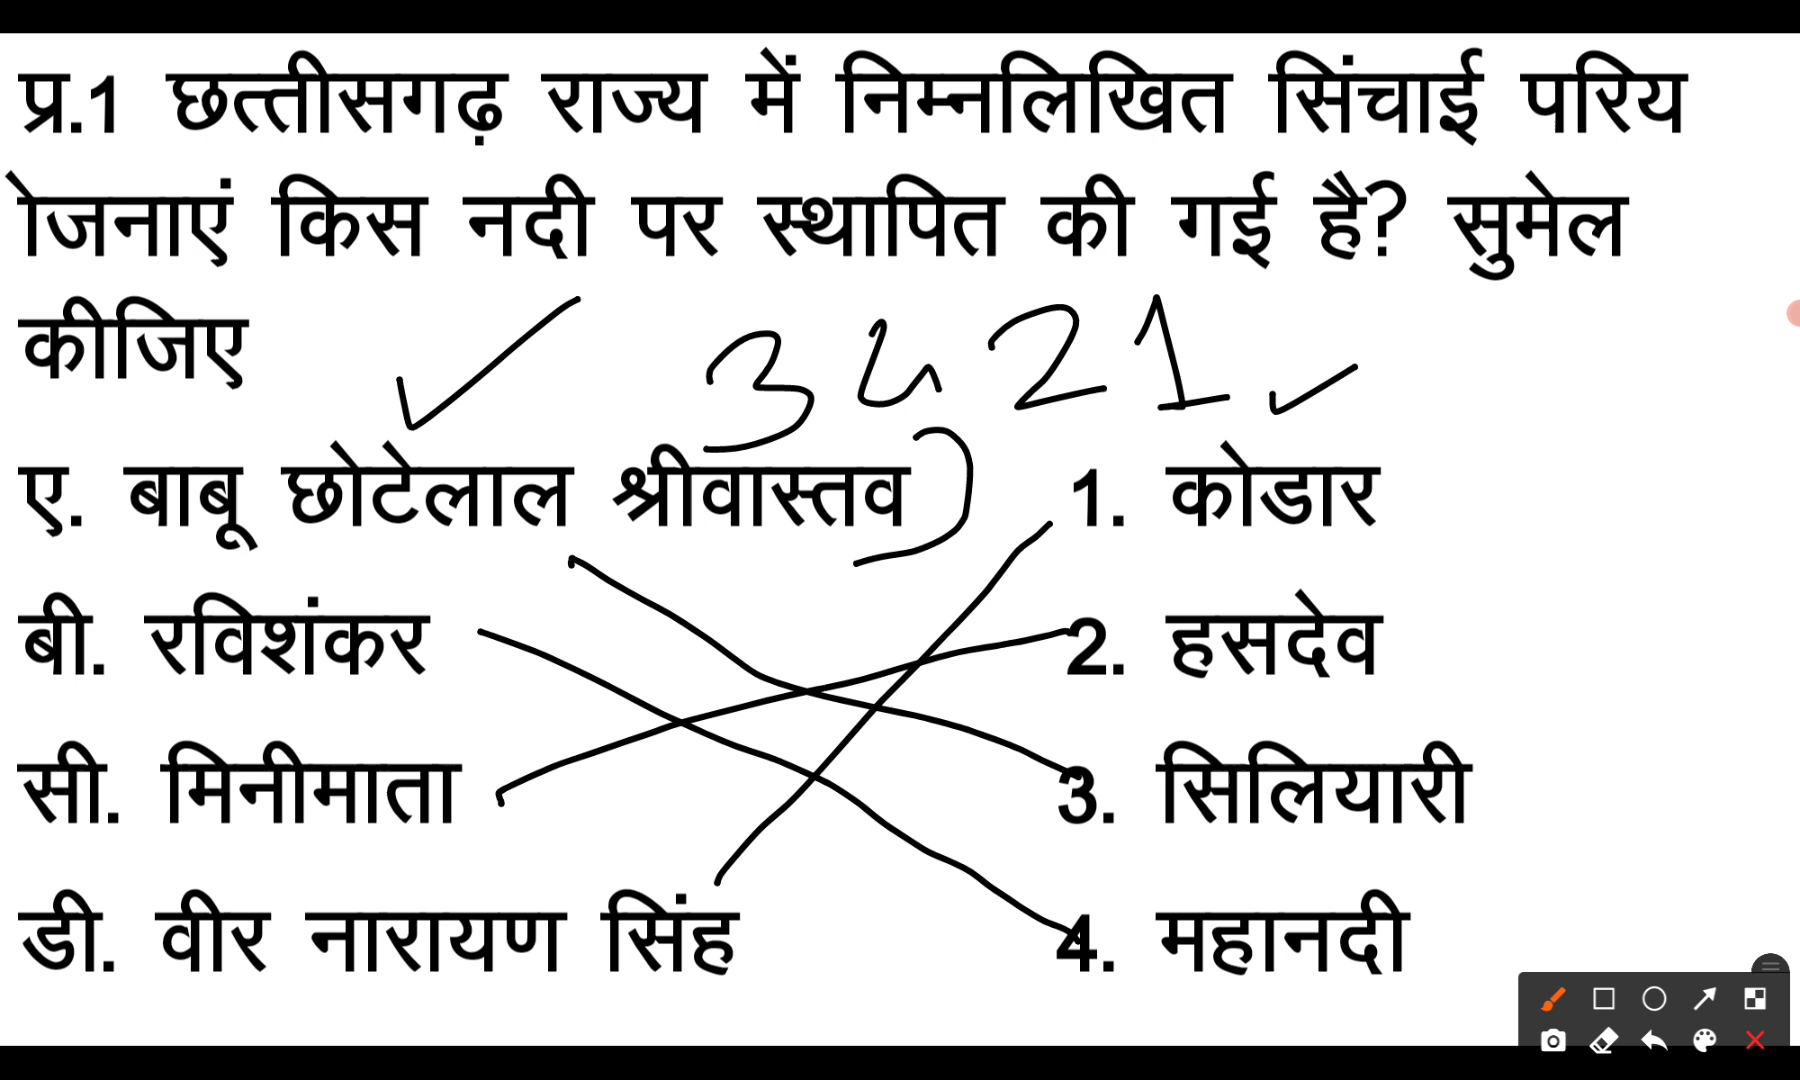 प्र.1 छत्तीसगढ़ राज्य में निम्नलिखित सिंचाई परिय
ोजनाएं किस नदी पर स्थापित की गई है? सुमेल
कीजिए
3 4 2 1
ए. बाबू छोटेलाल श्रीवास्तव 1. कोडार
बी. रविशंकर 2. हसदेव
सी. मिनीमाता 3. सिलियारी
डी. वीर नारायण सिंह 4. महानदी